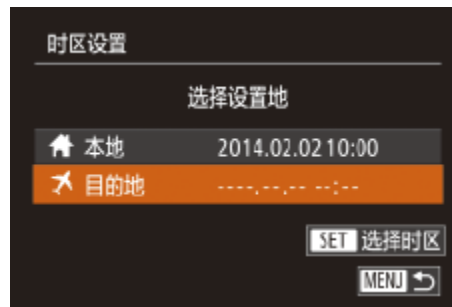 时区设置
选择设置地
本地 2014.02.02 10:00
目的地 ----.--.-- --:--
SET 选择时区
MENU